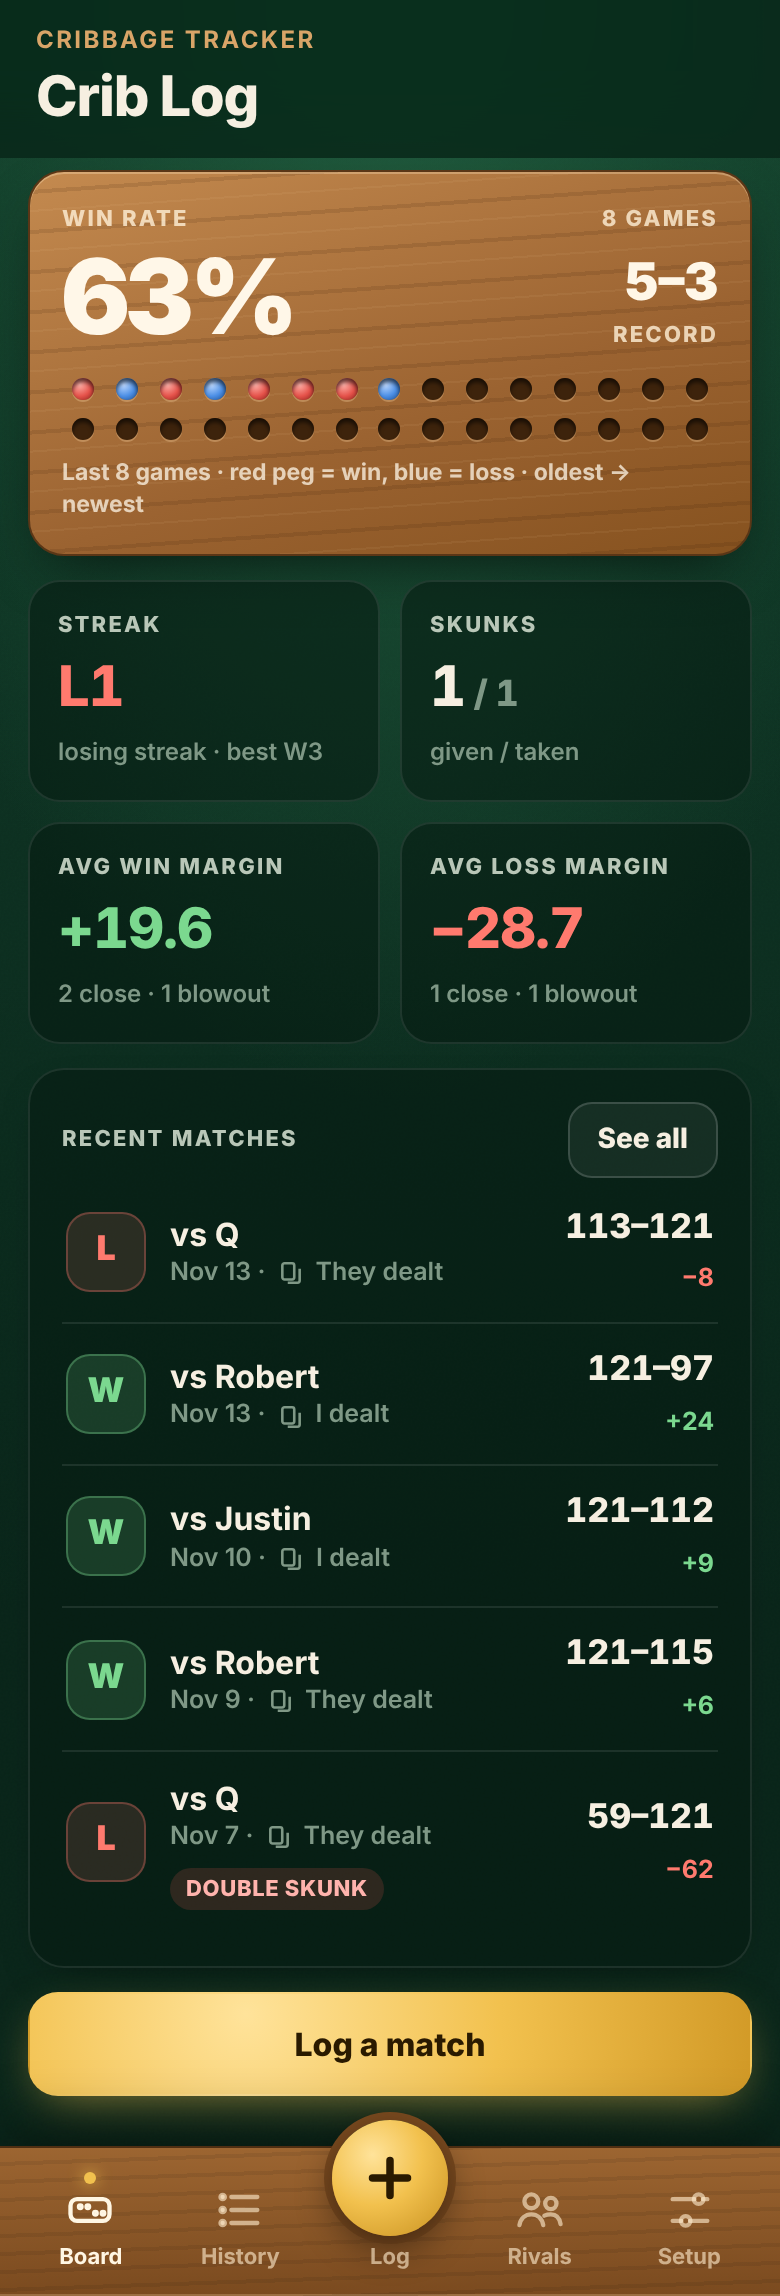 CRIBBAGE TRACKER
Crib Log
WIN RATE
63%
8 GAMES
5–3
RECORD
Last 8 games · red peg = win, blue = loss · oldest →
newest
STREAK
L1
losing streak · best W3
SKUNKS
1 / 1
given / taken
AVG WIN MARGIN
+19.6
2 close · 1 blowout
AVG LOSS MARGIN
−28.7
1 close · 1 blowout
RECENT MATCHES
See all
L
vs Q
Nov 13 · They dealt
113–121
−8
W
vs Robert
Nov 13 · I dealt
121–97
+24
W
vs Justin
Nov 10 · I dealt
121–112
+9
W
vs Robert
Nov 9 · They dealt
121–115
+6
L
vs Q
Nov 7 · They dealt
DOUBLE SKUNK
59–121
−62
Log a match
Board
History
Log
Rivals
Setup